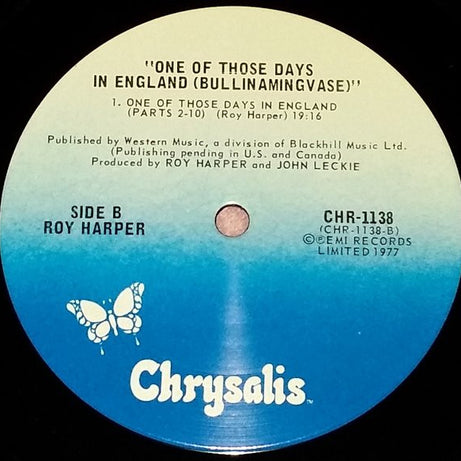 "ONE OF THOSE DAYS
IN ENGLAND (BULLINAMINGVASE)"
1. ONE OF THOSE DAYS IN ENGLAND
(PARTS 2-10) (Roy Harper) 19:16
Published by Western Music, a division of Blackhill Music Ltd.
(Publishing pending in U.S. and Canada)
Produced by ROY HARPER and JOHN LECKIE
SIDE B
ROY HARPER
CHR-1138
(CHR-1138-B)
©℗EMI RECORDS
LIMITED 1977
Chrysalis™